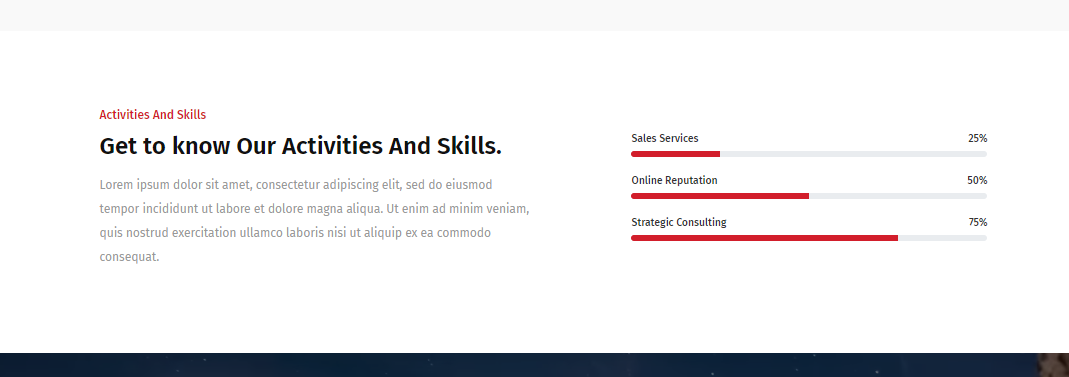 Activities And Skills
Get to know Our Activities And Skills.
Lorem ipsum dolor sit amet, consectetur adipiscing elit, sed do eiusmod
tempor incididunt ut labore et dolore magna aliqua. Ut enim ad minim veniam,
quis nostrud exercitation ullamco laboris nisi ut aliquip ex ea commodo
consequat.
Sales Services 25%
Online Reputation 50%
Strategic Consulting 75%